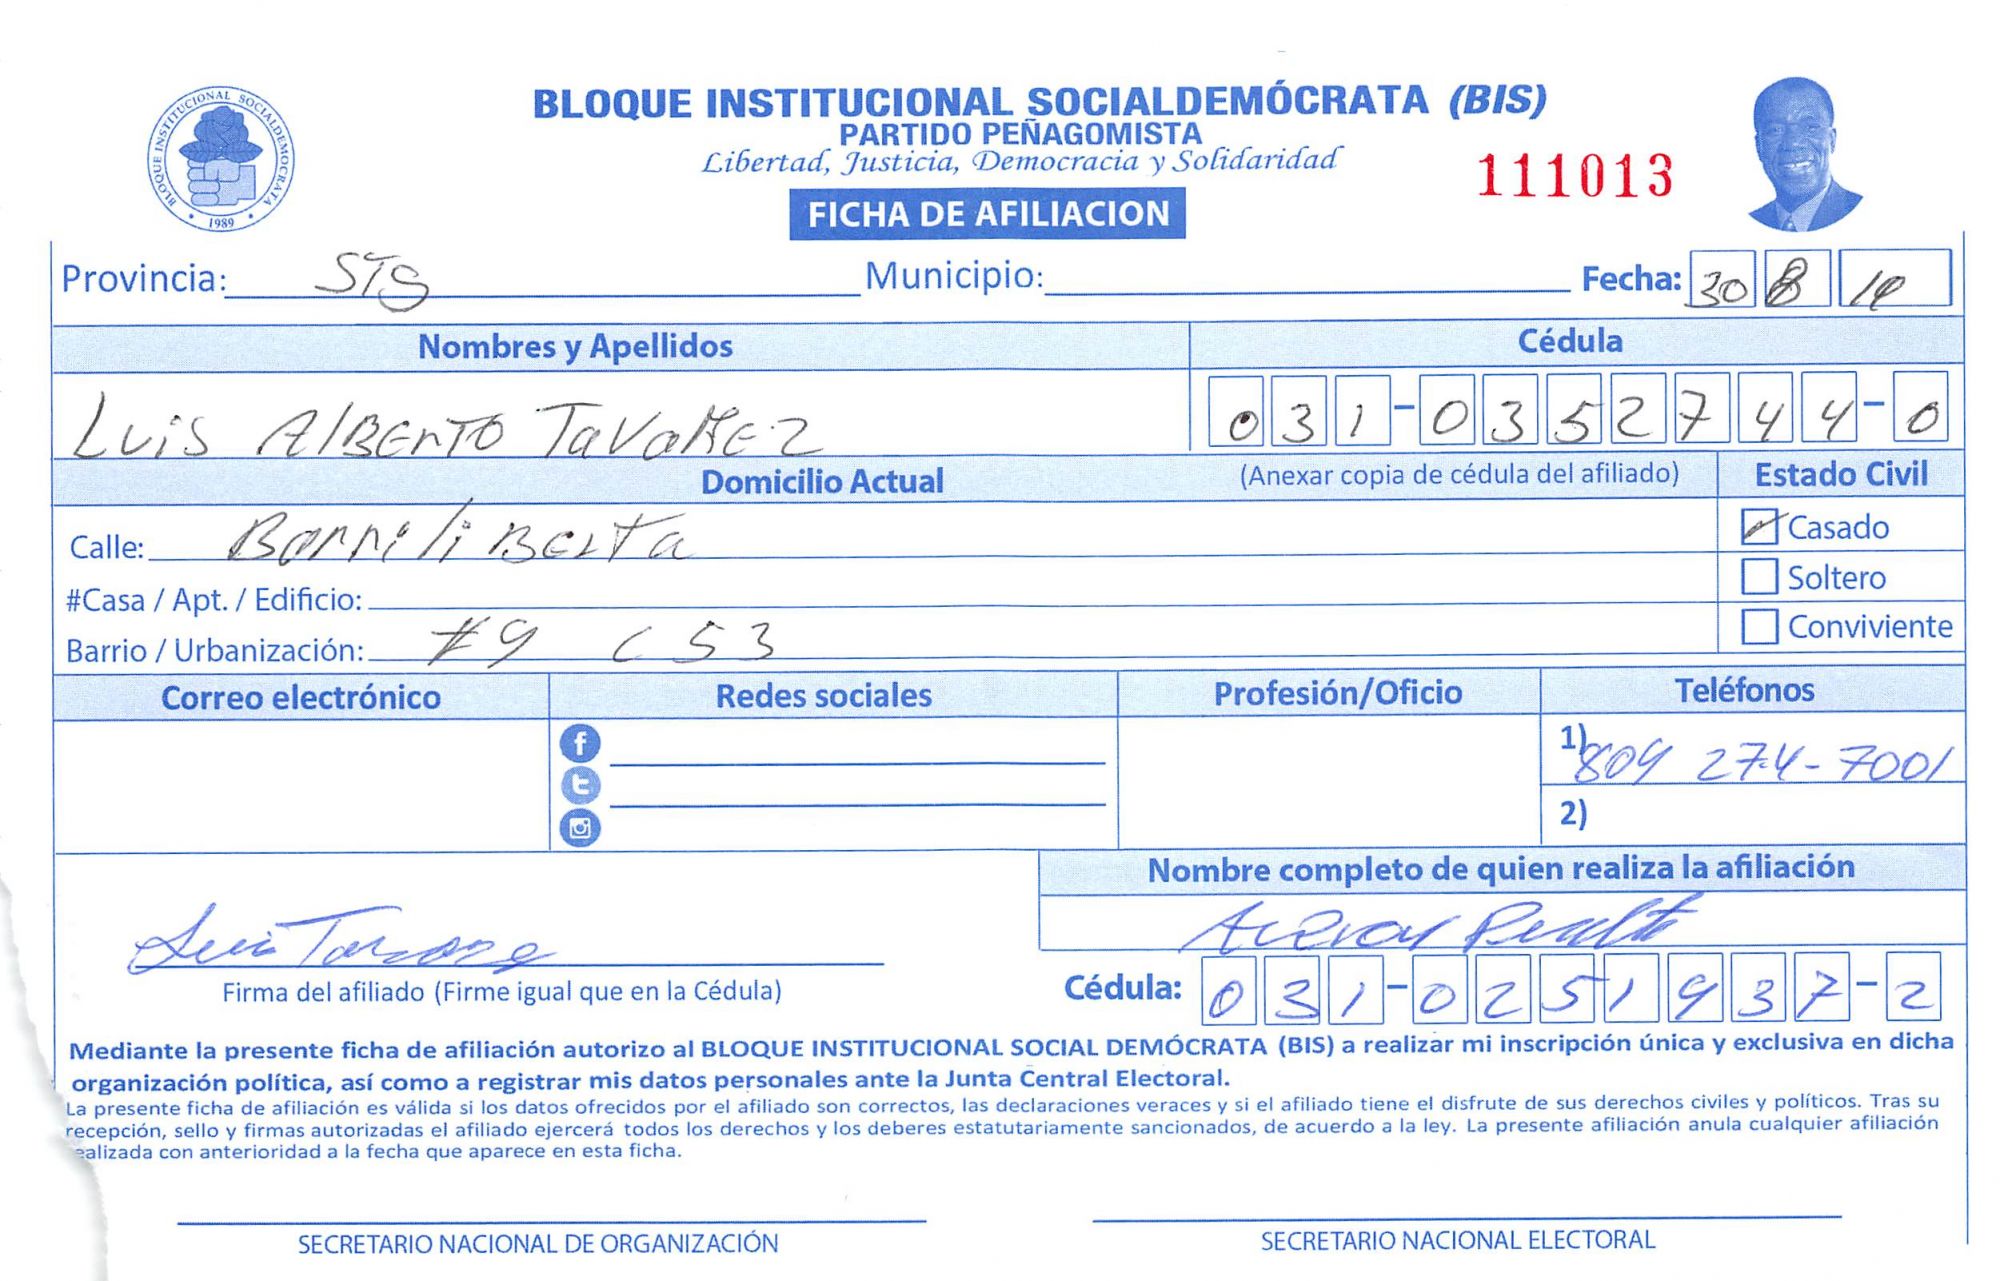 BLOQUE INSTITUCIONAL SOCIALDEMOCRATA
1989
BLOQUE INSTITUCIONAL SOCIALDEMÓCRATA (BIS)
PARTIDO PEÑAGOMISTA
Libertad, Justicia, Democracia y Solidaridad
111013
FICHA DE AFILIACION
Provincia: STS Municipio: Fecha: 30 8
Nombres y Apellidos Cédula
Luis AlBerTO TaVaREZ 031-0352744-0
Domicilio Actual (Anexar copia de cédula del afiliado) Estado Civil
Calle: Casado
#Casa / Apt. / Edificio: Soltero
Barrio / Urbanización: #9 C 53 Conviviente
Correo electrónico Redes sociales Profesión/Oficio Teléfonos
1) 809 274-7001
2)
Nombre completo de quien realiza la afiliación
Peralta
Firma del afiliado (Firme igual que en la Cédula) Cédula: 031-0251937-2
Mediante la presente ficha de afiliación autorizo al BLOQUE INSTITUCIONAL SOCIAL DEMÓCRATA (BIS) a realizar mi inscripción única y exclusiva en dicha
organización política, así como a registrar mis datos personales ante la Junta Central Electoral.
La presente ficha de afiliación es válida si los datos ofrecidos por el afiliado son correctos, las declaraciones veraces y si el afiliado tiene el disfrute de sus derechos civiles y políticos. Tras su
recepción, sello y firmas autorizadas el afiliado ejercerá todos los derechos y los deberes estatutariamente sancionados, de acuerdo a la ley. La presente afiliación anula cualquier afiliación
ealizada con anterioridad a la fecha que aparece en esta ficha.
SECRETARIO NACIONAL DE ORGANIZACIÓN SECRETARIO NACIONAL ELECTORAL